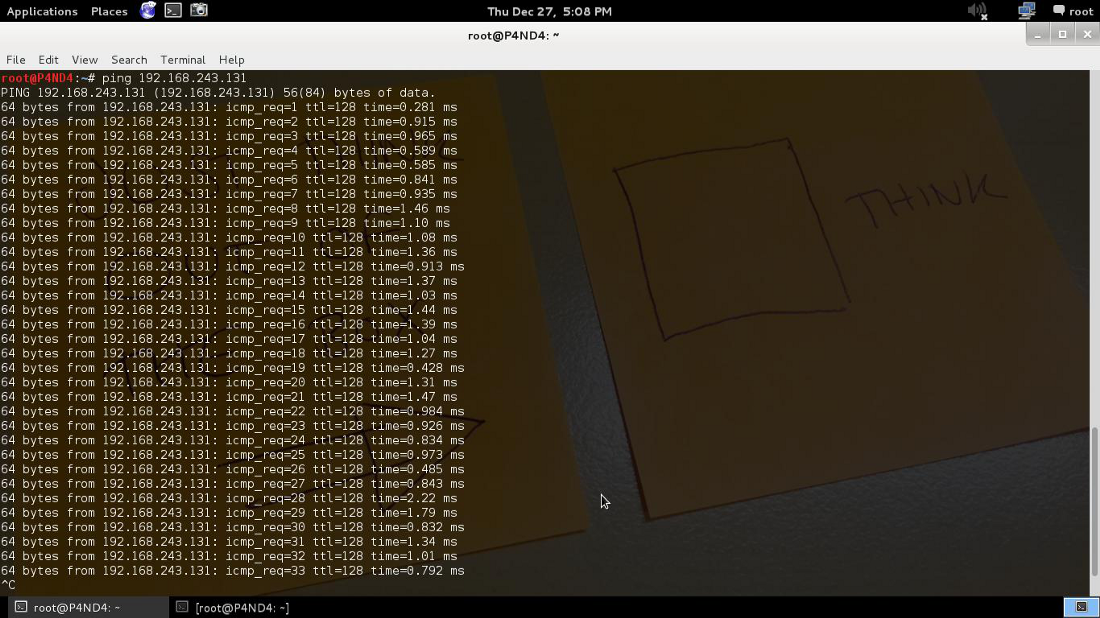 Applications Places Thu Dec 27, 5:08 PM root
root@P4ND4: ~
File Edit View Search Terminal Help
root@P4ND4:~# ping 192.168.243.131
PING 192.168.243.131 (192.168.243.131) 56(84) bytes of data.
64 bytes from 192.168.243.131: icmp_req=1 ttl=128 time=0.281 ms
64 bytes from 192.168.243.131: icmp_req=2 ttl=128 time=0.915 ms
64 bytes from 192.168.243.131: icmp_req=3 ttl=128 time=0.965 ms
64 bytes from 192.168.243.131: icmp_req=4 ttl=128 time=0.589 ms
64 bytes from 192.168.243.131: icmp_req=5 ttl=128 time=0.585 ms
64 bytes from 192.168.243.131: icmp_req=6 ttl=128 time=0.841 ms
64 bytes from 192.168.243.131: icmp_req=7 ttl=128 time=0.935 ms
64 bytes from 192.168.243.131: icmp_req=8 ttl=128 time=1.46 ms
64 bytes from 192.168.243.131: icmp_req=9 ttl=128 time=1.10 ms
64 bytes from 192.168.243.131: icmp_req=10 ttl=128 time=1.08 ms
64 bytes from 192.168.243.131: icmp_req=11 ttl=128 time=1.36 ms
64 bytes from 192.168.243.131: icmp_req=12 ttl=128 time=0.913 ms
64 bytes from 192.168.243.131: icmp_req=13 ttl=128 time=1.37 ms
64 bytes from 192.168.243.131: icmp_req=14 ttl=128 time=1.03 ms
64 bytes from 192.168.243.131: icmp_req=15 ttl=128 time=1.44 ms
64 bytes from 192.168.243.131: icmp_req=16 ttl=128 time=1.39 ms
64 bytes from 192.168.243.131: icmp_req=17 ttl=128 time=1.04 ms
64 bytes from 192.168.243.131: icmp_req=18 ttl=128 time=1.27 ms
64 bytes from 192.168.243.131: icmp_req=19 ttl=128 time=0.428 ms
64 bytes from 192.168.243.131: icmp_req=20 ttl=128 time=1.31 ms
64 bytes from 192.168.243.131: icmp_req=21 ttl=128 time=1.47 ms
64 bytes from 192.168.243.131: icmp_req=22 ttl=128 time=0.984 ms
64 bytes from 192.168.243.131: icmp_req=23 ttl=128 time=0.926 ms
64 bytes from 192.168.243.131: icmp_req=24 ttl=128 time=0.834 ms
64 bytes from 192.168.243.131: icmp_req=25 ttl=128 time=0.973 ms
64 bytes from 192.168.243.131: icmp_req=26 ttl=128 time=0.485 ms
64 bytes from 192.168.243.131: icmp_req=27 ttl=128 time=0.843 ms
64 bytes from 192.168.243.131: icmp_req=28 ttl=128 time=2.22 ms
64 bytes from 192.168.243.131: icmp_req=29 ttl=128 time=1.79 ms
64 bytes from 192.168.243.131: icmp_req=30 ttl=128 time=0.832 ms
64 bytes from 192.168.243.131: icmp_req=31 ttl=128 time=1.34 ms
64 bytes from 192.168.243.131: icmp_req=32 ttl=128 time=1.01 ms
64 bytes from 192.168.243.131: icmp_req=33 ttl=128 time=0.792 ms
^C
THINK
root@P4ND4: ~ [root@P4ND4: ~]